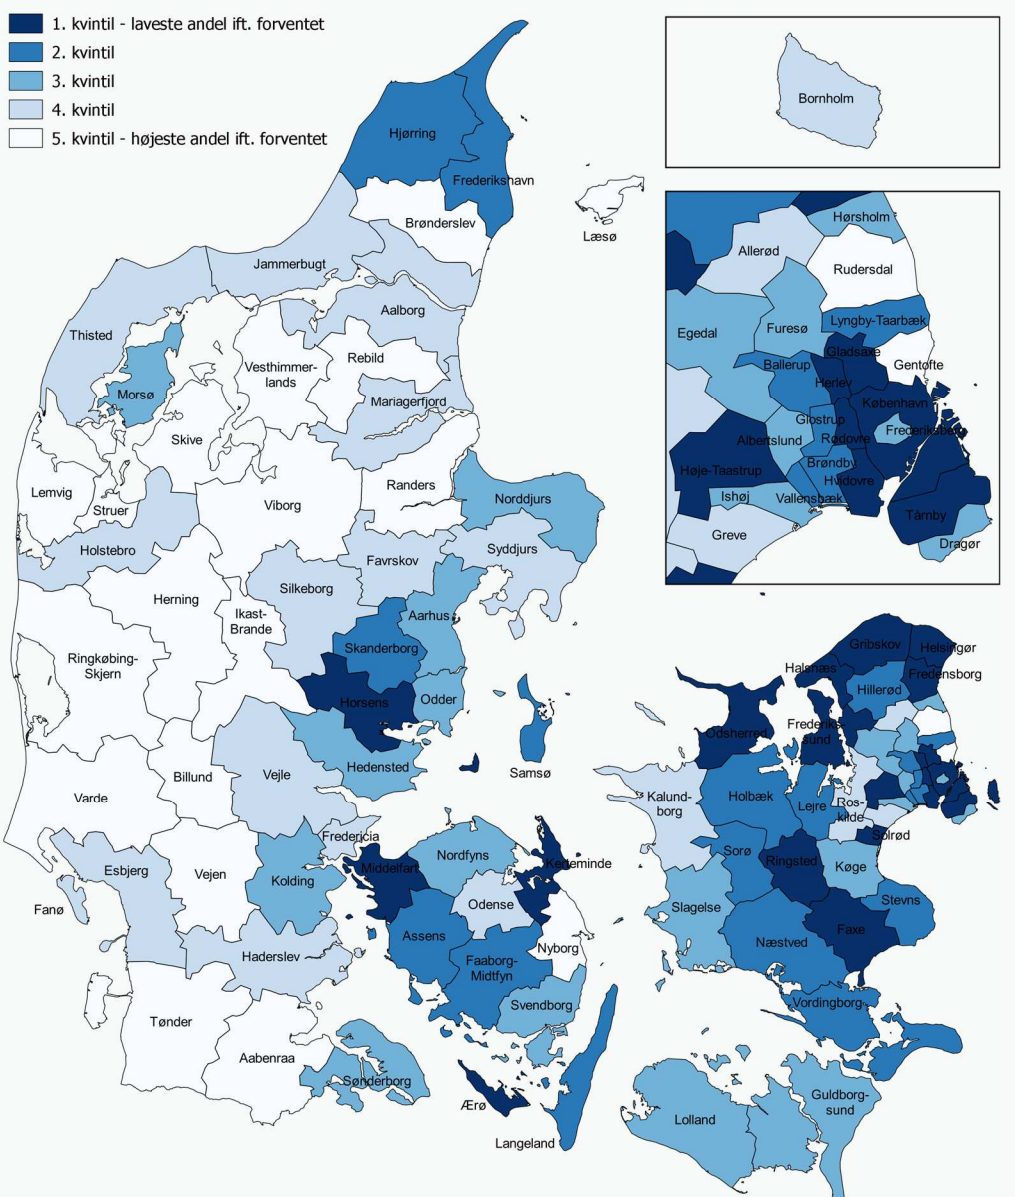 1. kvintil - laveste andel ift. forventet
2. kvintil
3. kvintil
4. kvintil
5. kvintil - højeste andel ift. forventet
Bornholm
Hjørring
Frederikshavn
Brønderslev
Læsø
Jammerbugt
Aalborg
Thisted
Vesthimmer-
lands
Rebild
Morsø
Mariagerfjord
Skive
Lemvig
Struer
Viborg
Randers
Norddjurs
Holstebro
Favrskov
Syddjurs
Silkeborg
Herning
Ikast-
Brande
Aarhus
Skanderborg
Ringkøbing-
Skjern
Horsens
Odder
Hedensted
Samsø
Billund
Vejle
Varde
Fredericia
Esbjerg
Vejen
Kolding
Fanø
Haderslev
Tønder
Aabenraa
Sønderborg
Middelfart
Nordfyns
Kerteminde
Odense
Assens
Nyborg
Faaborg-
Midtfyn
Svendborg
Ærø
Langeland
Hørsholm
Allerød
Rudersdal
Egedal
Furesø
Lyngby-Taarbæk
Gladsaxe
Ballerup
Gentofte
Herlev
København
Glostrup
Frederiksberg
Albertslund
Rødovre
Høje-Taastrup
Brøndby
Hvidovre
Ishøj
Vallensbæk
Tårnby
Greve
Dragør
Gribskov
Helsingør
Halsnæs
Fredensborg
Hillerød
Odsherred
Frederiks-
sund
Kalund-
borg
Holbæk
Lejre
Ros-
kilde
Solrød
Sorø
Ringsted
Køge
Slagelse
Stevns
Faxe
Næstved
Vordingborg
Guldborg-
sund
Lolland